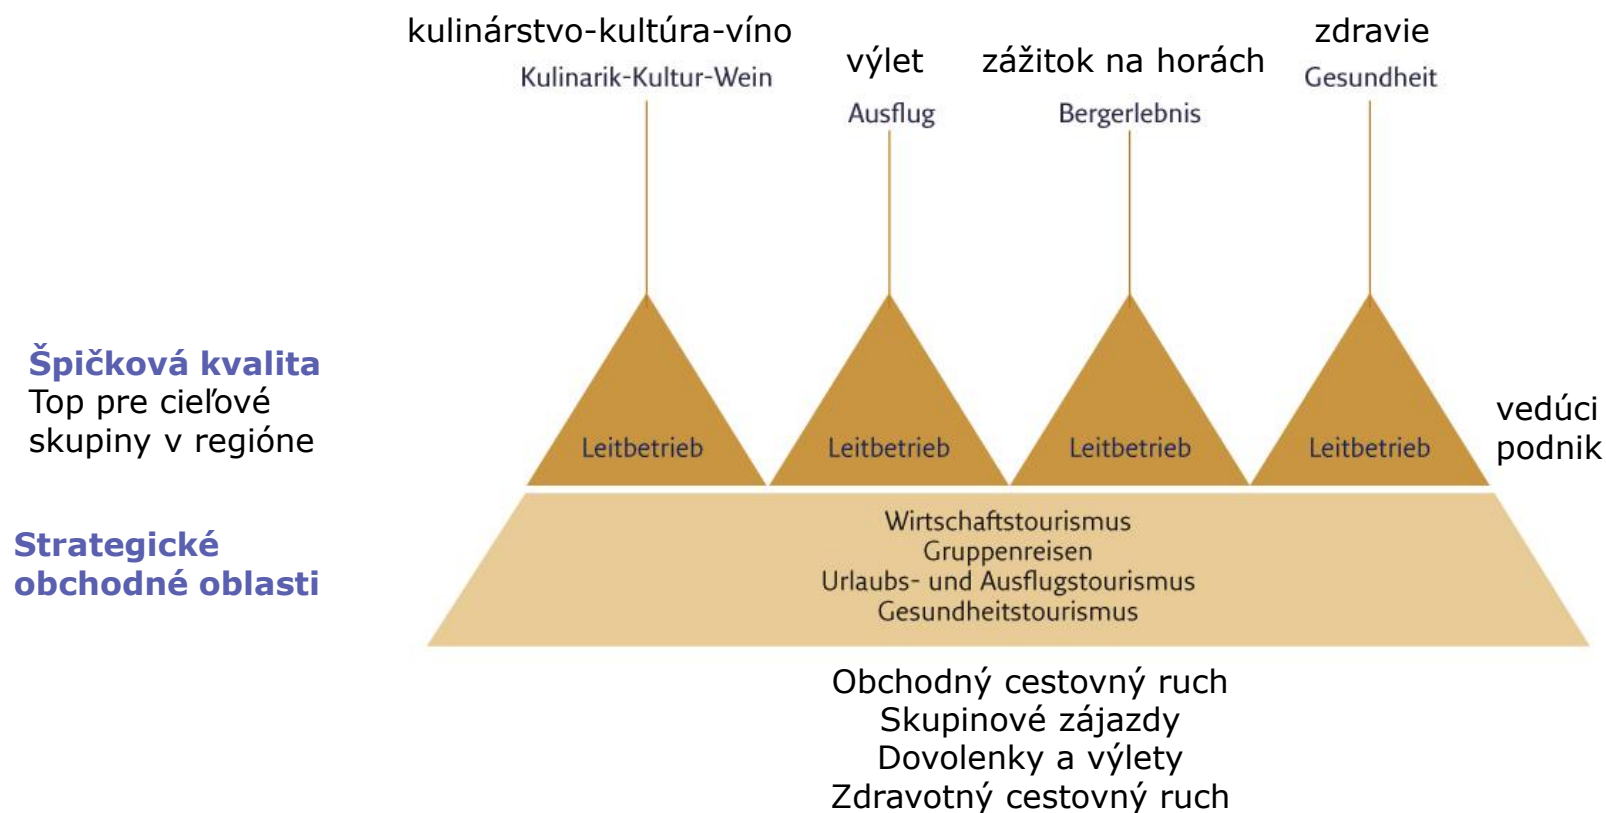 kulinárstvo-kultúra-víno
Kulinarik-Kultur-Wein
výlet
Ausflug
zážitok na horách
Bergerlebnis
zdravie
Gesundheit
Špičková kvalita
Top pre cieľové
skupiny v regióne
Leitbetrieb
Leitbetrieb
Leitbetrieb
Leitbetrieb
vedúci
podnik
Strategické
obchodné oblasti
Wirtschaftstourismus
Gruppenreisen
Urlaubs- und Ausflugstourismus
Gesundheitstourismus
Obchodný cestovný ruch
Skupinové zájazdy
Dovolenky a výlety
Zdravotný cestovný ruch